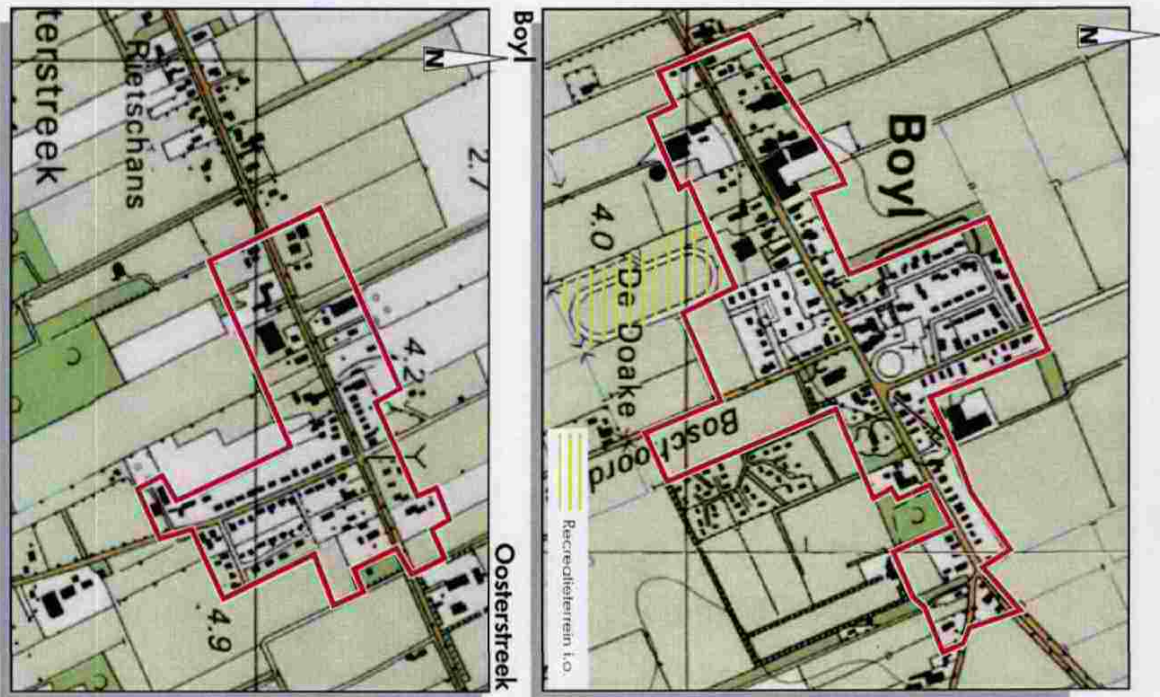 Boyl
N
Boyl
4.0
De Doake
Boschoord
Recreatieterrein i.o.
Oosterstreek
N
terstreek
Rietschans
2.7
4.2
4.9